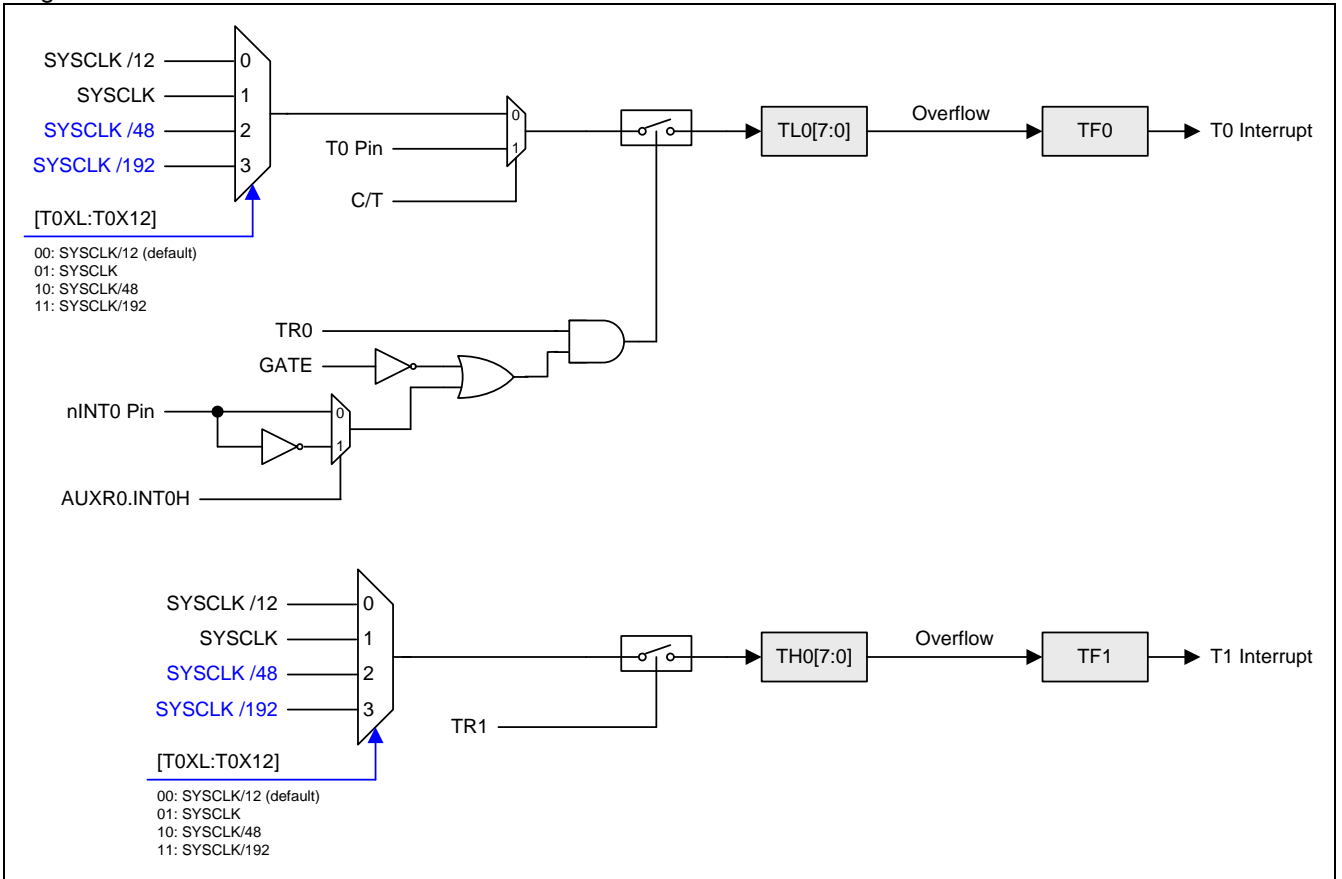 SYSCLK /12
0
SYSCLK
1
SYSCLK /48
2
SYSCLK /192
3
[T0XL:T0X12]
00: SYSCLK/12 (default)
01: SYSCLK
10: SYSCLK/48
11: SYSCLK/192
0
T0 Pin
1
C/T
TL0[7:0]
Overflow
TF0
T0 Interrupt
TR0
GATE
nINT0 Pin
0
1
AUXR0.INT0H
SYSCLK /12
0
SYSCLK
1
SYSCLK /48
2
SYSCLK /192
3
[T0XL:T0X12]
00: SYSCLK/12 (default)
01: SYSCLK
10: SYSCLK/48
11: SYSCLK/192
TR1
TH0[7:0]
Overflow
TF1
T1 Interrupt